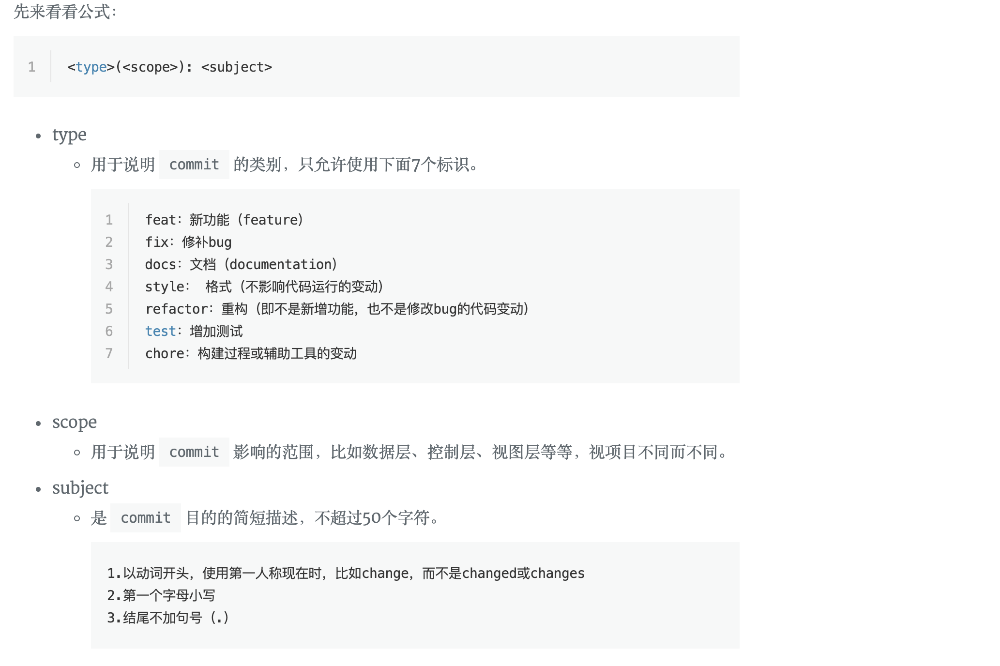 先来看看公式：
1 <type>(<scope>): <subject>
• type
◦ 用于说明 commit 的类别，只允许使用下面7个标识。
1 feat：新功能（feature）
2 fix：修补bug
3 docs：文档（documentation）
4 style： 格式（不影响代码运行的变动）
5 refactor：重构（即不是新增功能，也不是修改bug的代码变动）
6 test：增加测试
7 chore：构建过程或辅助工具的变动
• scope
◦ 用于说明 commit 影响的范围，比如数据层、控制层、视图层等等，视项目不同而不同。
• subject
◦ 是 commit 目的的简短描述，不超过50个字符。
1.以动词开头，使用第一人称现在时，比如change，而不是changed或changes
2.第一个字母小写
3.结尾不加句号（.）